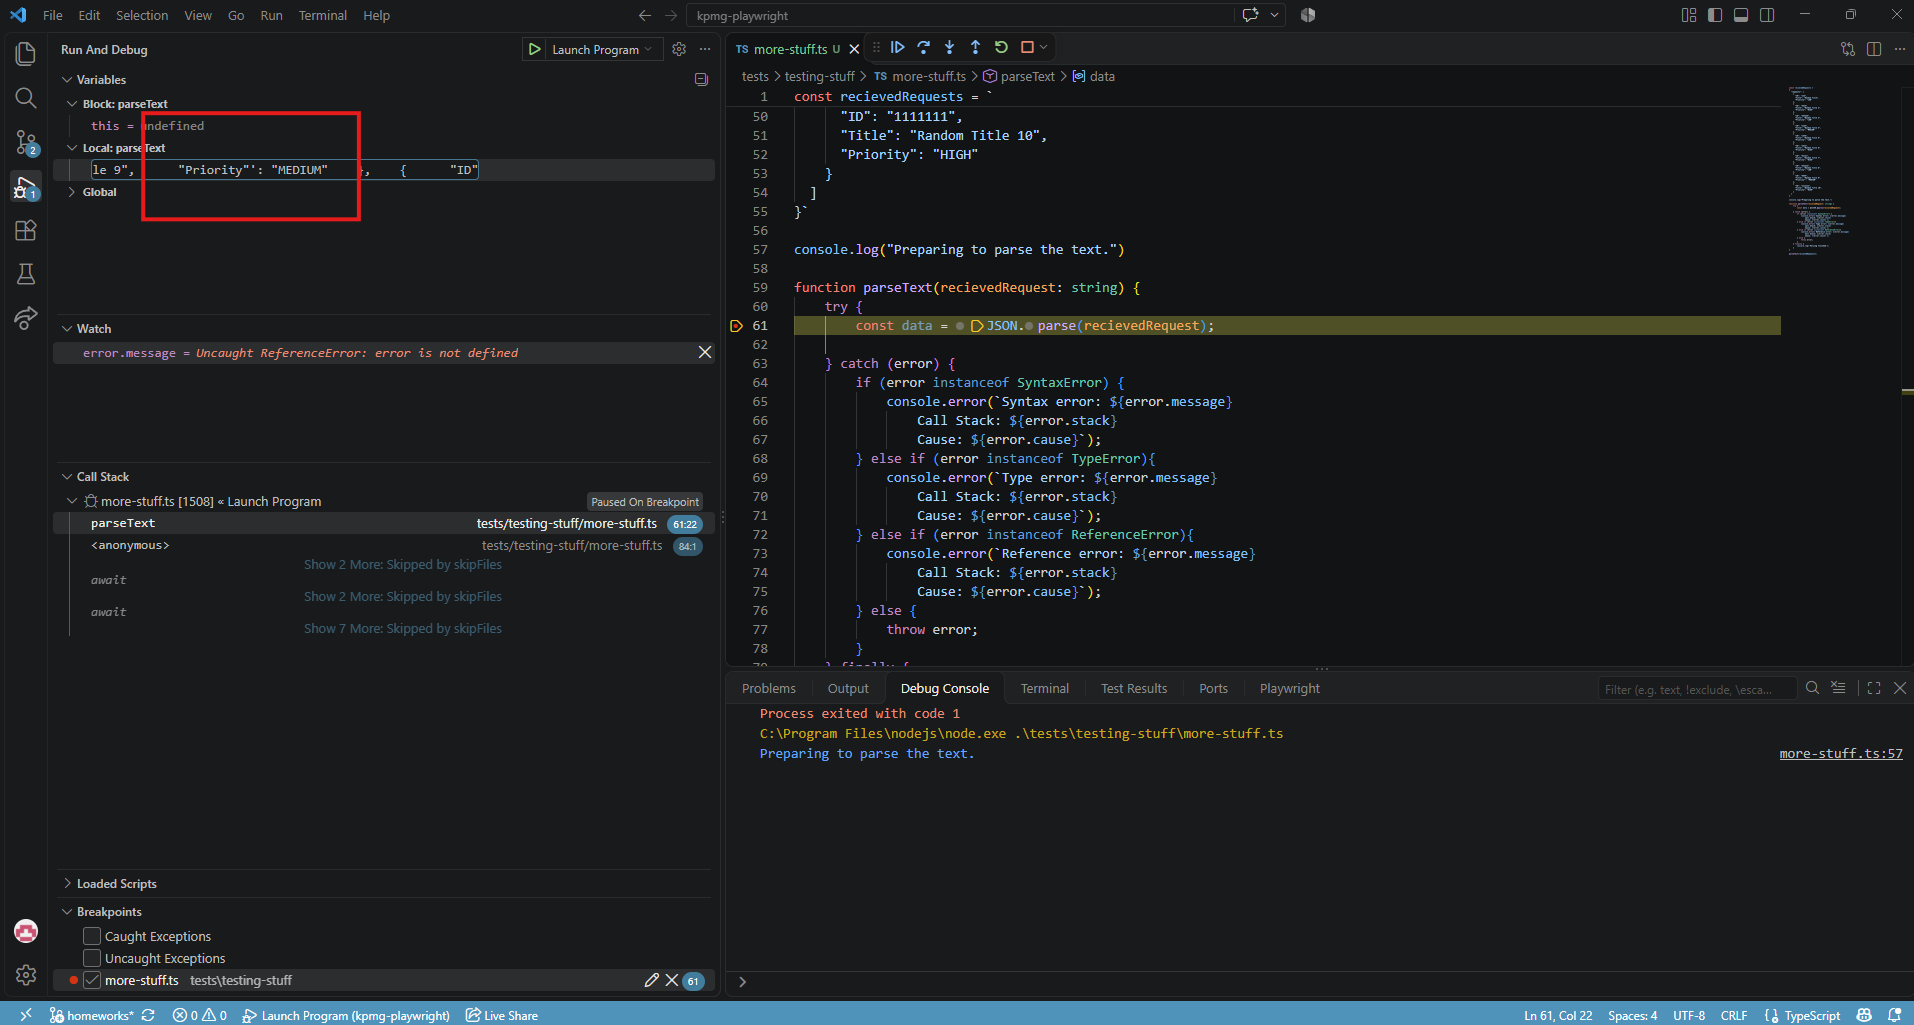 File Edit Selection View Go Run Terminal Help
kpmg-playwright
Run And Debug
Launch Program
Variables
Block: parseText
this = undefined
Local: parseText
le 9",      "Priority"': "MEDIUM"    },    {      "ID"
Global
Watch
error.message = Uncaught ReferenceError: error is not defined
Call Stack
more-stuff.ts [1508] « Launch Program Paused On Breakpoint
parseText tests/testing-stuff/more-stuff.ts 61:22
<anonymous> tests/testing-stuff/more-stuff.ts 84:1
Show 2 More: Skipped by skipFiles
await
Show 2 More: Skipped by skipFiles
await
Show 7 More: Skipped by skipFiles
Loaded Scripts
Breakpoints
Caught Exceptions
Uncaught Exceptions
more-stuff.ts tests\testing-stuff 61
2
1
TS more-stuff.ts U
tests > testing-stuff > TS more-stuff.ts > parseText > data
1 const recievedRequests = `
50 "ID": "1111111",
51 "Title": "Random Title 10",
52 "Priority": "HIGH"
53 }
54 ]
55 }`
56
57 console.log("Preparing to parse the text.")
58
59 function parseText(recievedRequest: string) {
60 try {
61 const data = JSON.parse(recievedRequest);
62
63 } catch (error) {
64 if (error instanceof SyntaxError) {
65 console.error(`Syntax error: ${error.message}
66 Call Stack: ${error.stack}
67 Cause: ${error.cause}`);
68 } else if (error instanceof TypeError){
69 console.error(`Type error: ${error.message}
70 Call Stack: ${error.stack}
71 Cause: ${error.cause}`);
72 } else if (error instanceof ReferenceError){
73 console.error(`Reference error: ${error.message}
74 Call Stack: ${error.stack}
75 Cause: ${error.cause}`);
76 } else {
77 throw error;
78 }
79 } finally {
Problems Output Debug Console Terminal Test Results Ports Playwright
Filter (e.g. text, !exclude, \esca...
Process exited with code 1
C:\Program Files\nodejs\node.exe .\tests\testing-stuff\more-stuff.ts
Preparing to parse the text. more-stuff.ts:57
homeworks* 0 0 Launch Program (kpmg-playwright) Live Share
Ln 61, Col 22 Spaces: 4 UTF-8 CRLF {} TypeScript